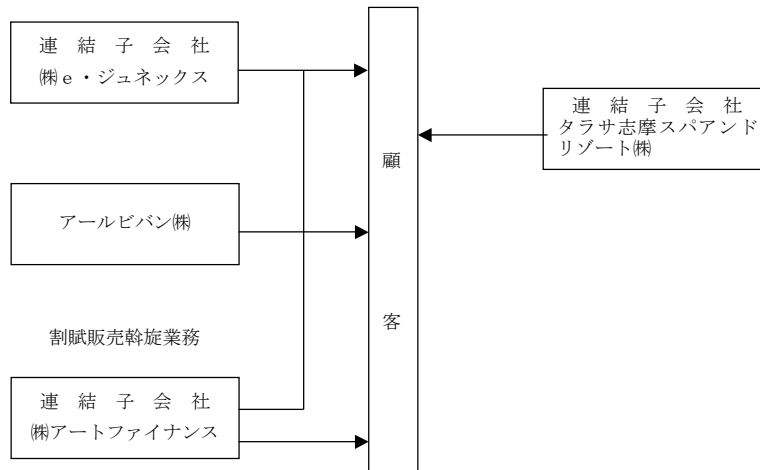 連結子会社
㈱ｅ・ジュネックス
連結子会社
タラサ志摩スパアンド
リゾート㈱
顧
客
アールビバン㈱
割賦販売斡旋業務
連結子会社
㈱アートファイナンス